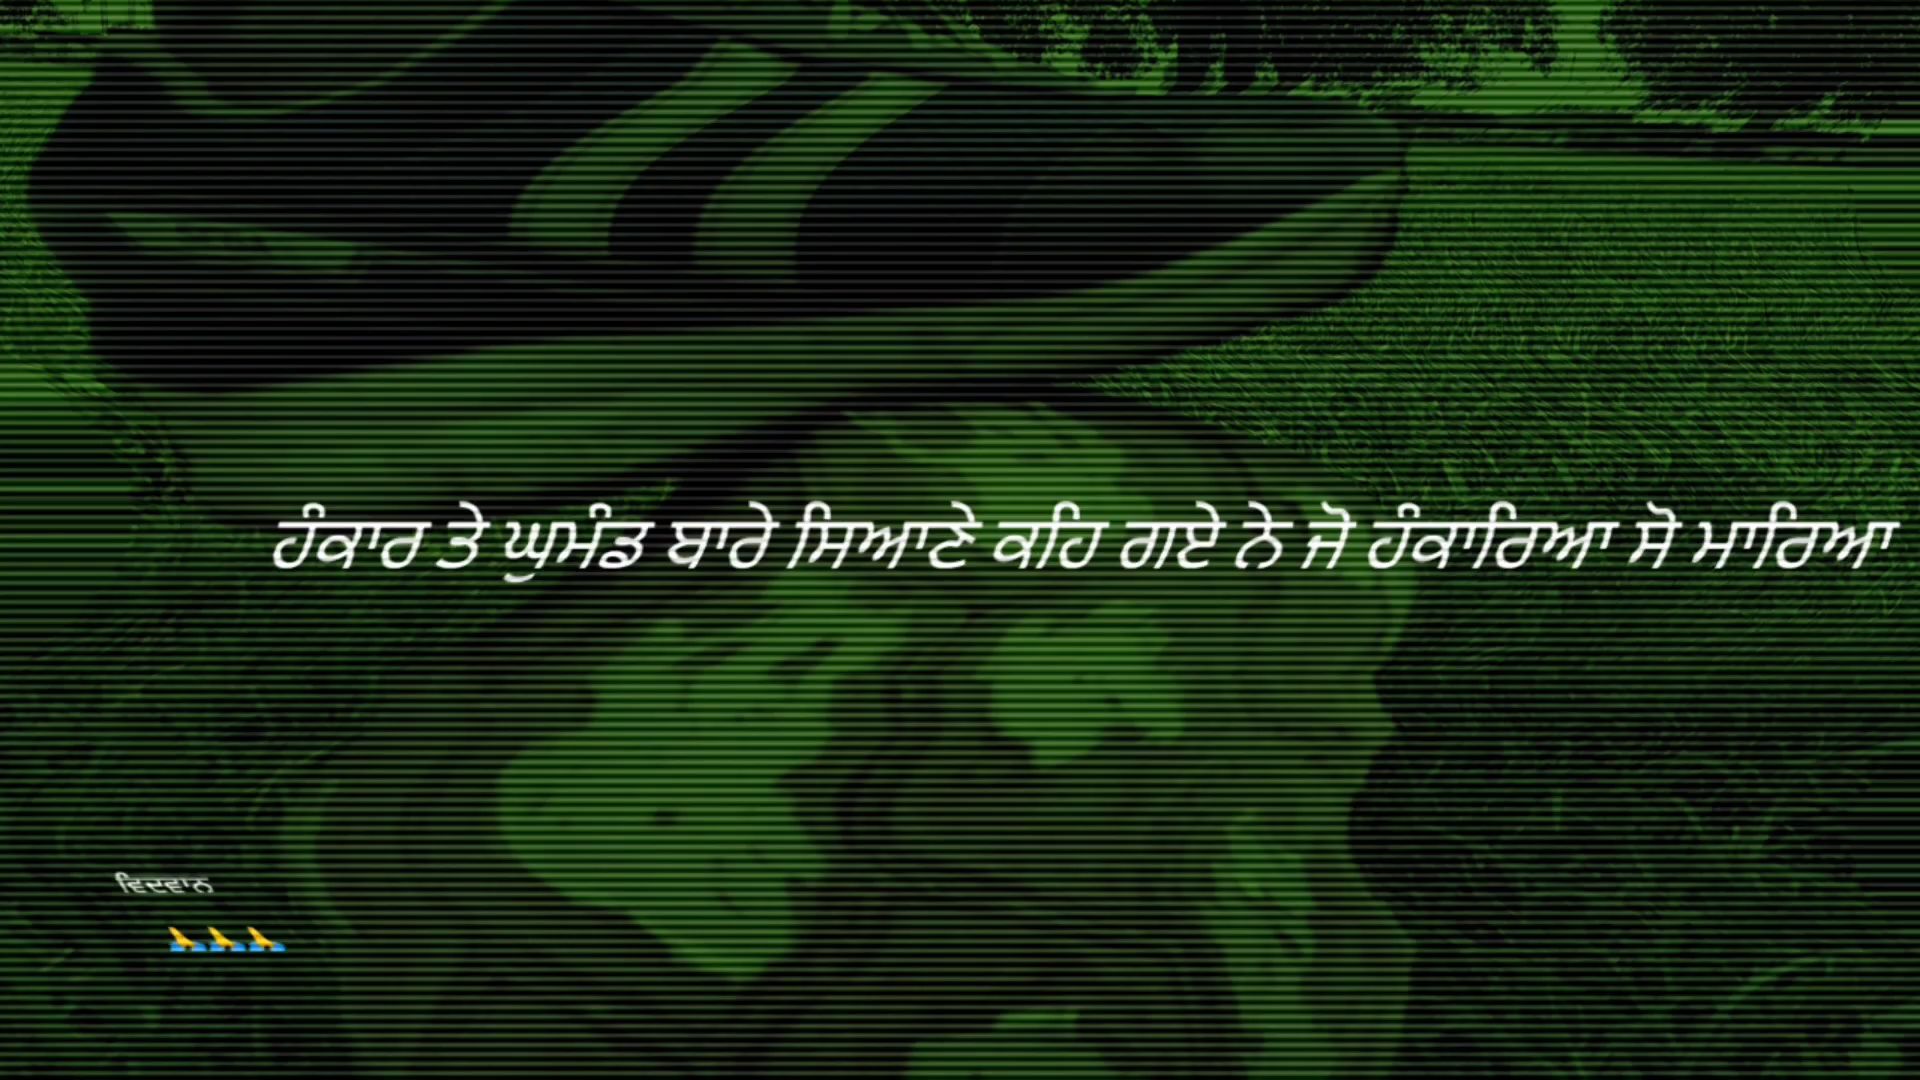 ਹੰਕਾਰ ਤੇ ਘੁਮੰਡ ਬਾਰੇ ਸਿਆਣੇ ਕਹਿ ਗਏ ਨੇ ਜੋ ਹੰਕਾਰਿਆ ਸੋ ਮਾਰਿਆ
ਵਿਦਵਾਨ